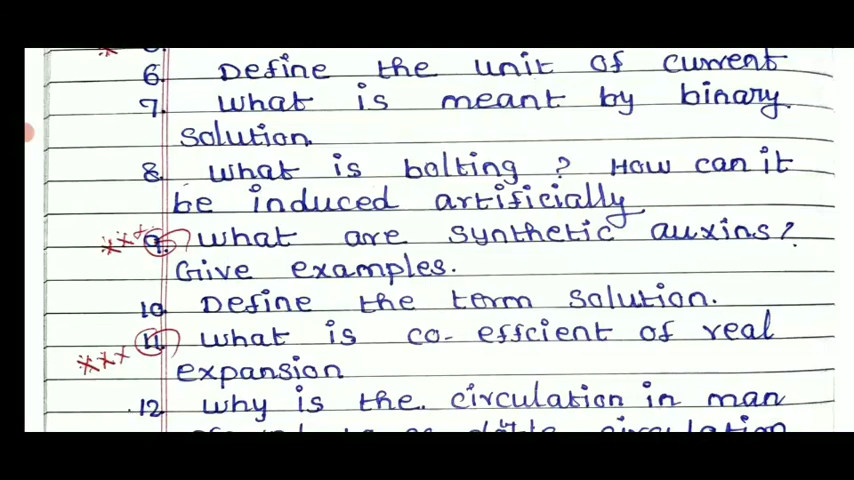 6. Define the unit of current
7. What is meant by binary
solution.
8. What is bolting ? How can it
be induced artificially
9. What are synthetic auxins?
Give examples.
10. Define the term solution.
11. What is co-effcient of real
expansion
12. Why is the circulation in man
circulation